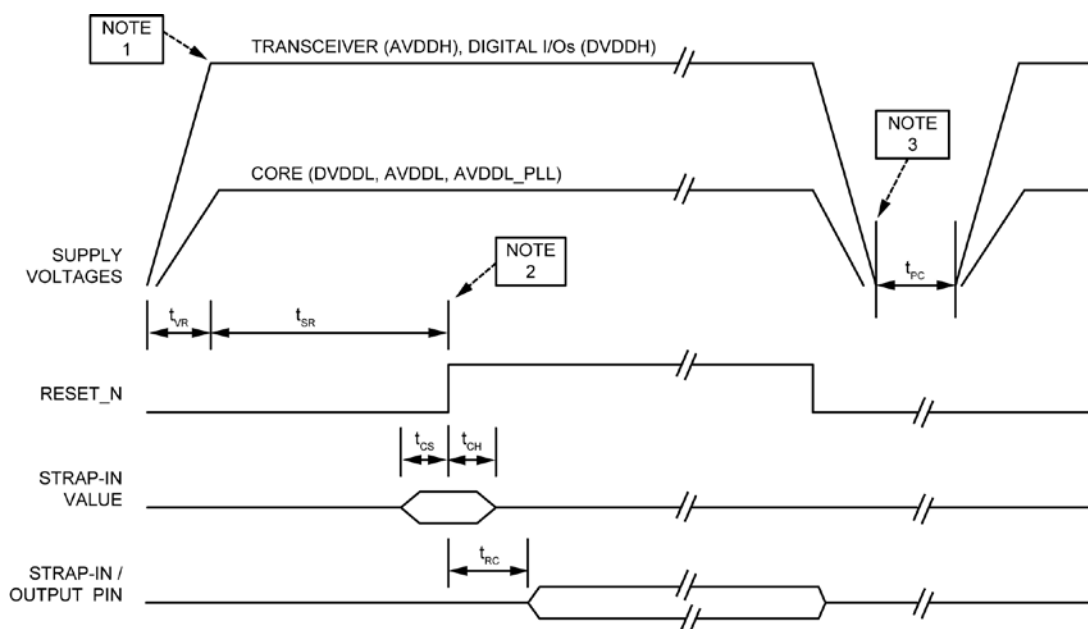 NOTE
1
TRANSCEIVER (AVDDH), DIGITAL I/Os (DVDDH)
NOTE
3
CORE (DVDDL, AVDDL, AVDDL_PLL)
NOTE
2
SUPPLY
VOLTAGES
tPC
tVR
tSR
RESET_N
tCS
tCH
STRAP-IN
VALUE
tRC
STRAP-IN /
OUTPUT PIN